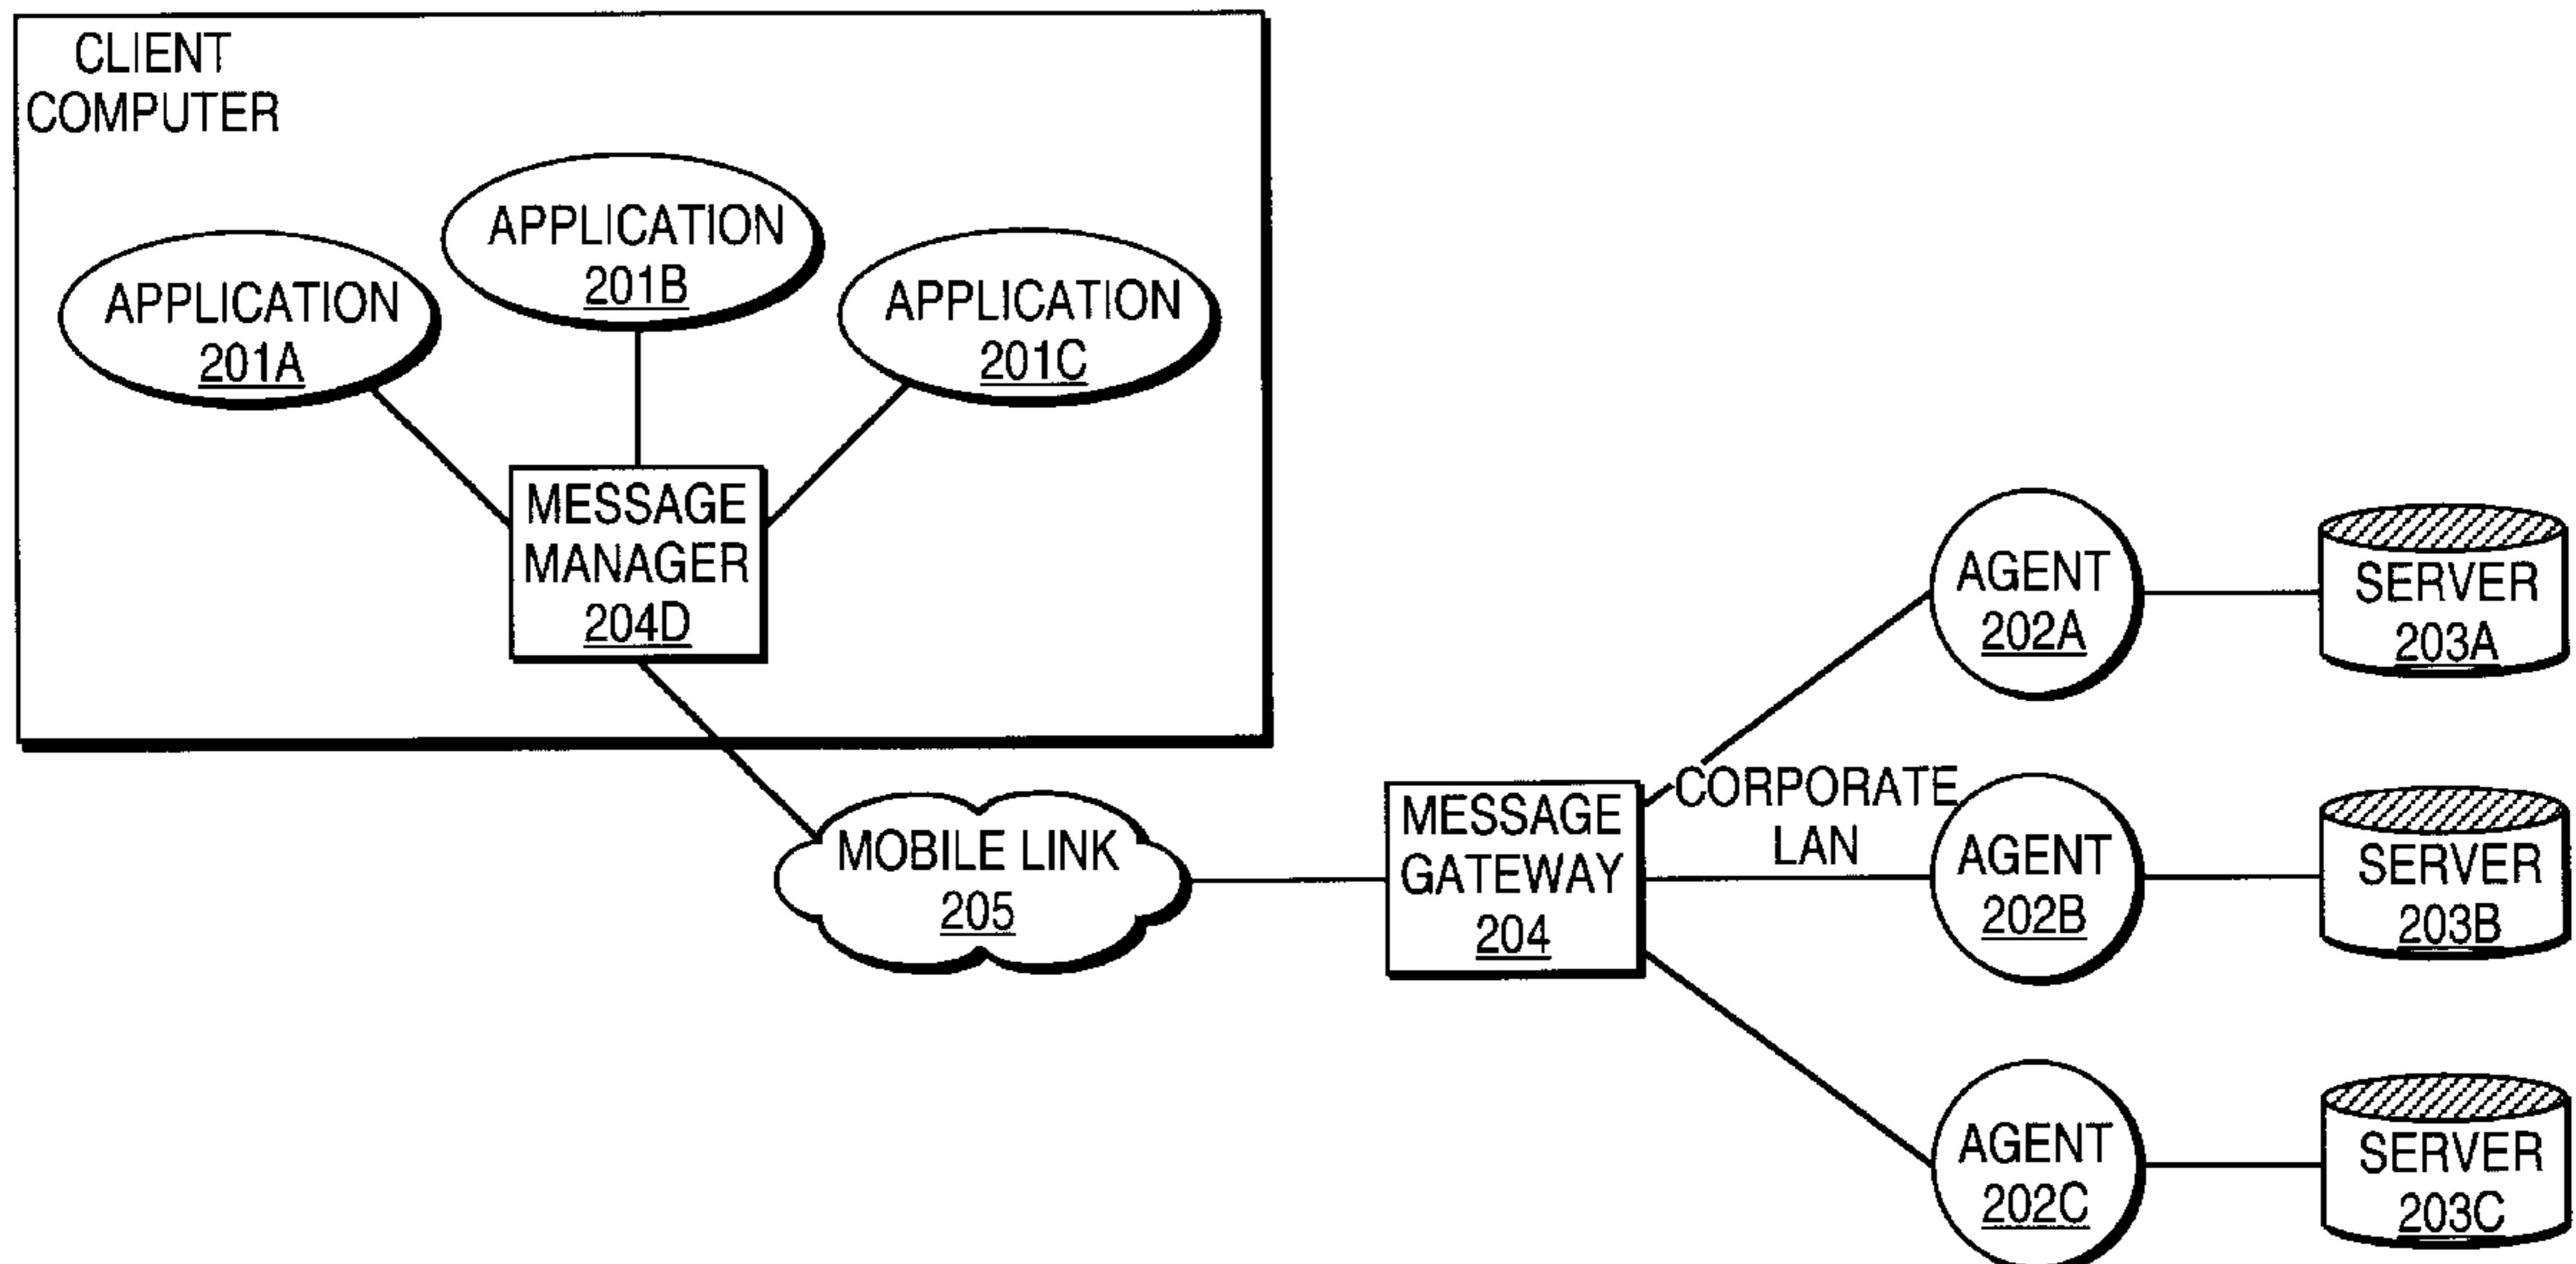 CLIENT
COMPUTER
APPLICATION
201A
APPLICATION
201B
APPLICATION
201C
MESSAGE
MANAGER
204D
MOBILE LINK
205
MESSAGE
GATEWAY
204
CORPORATE
LAN
AGENT
202A
SERVER
203A
AGENT
202B
SERVER
203B
AGENT
202C
SERVER
203C